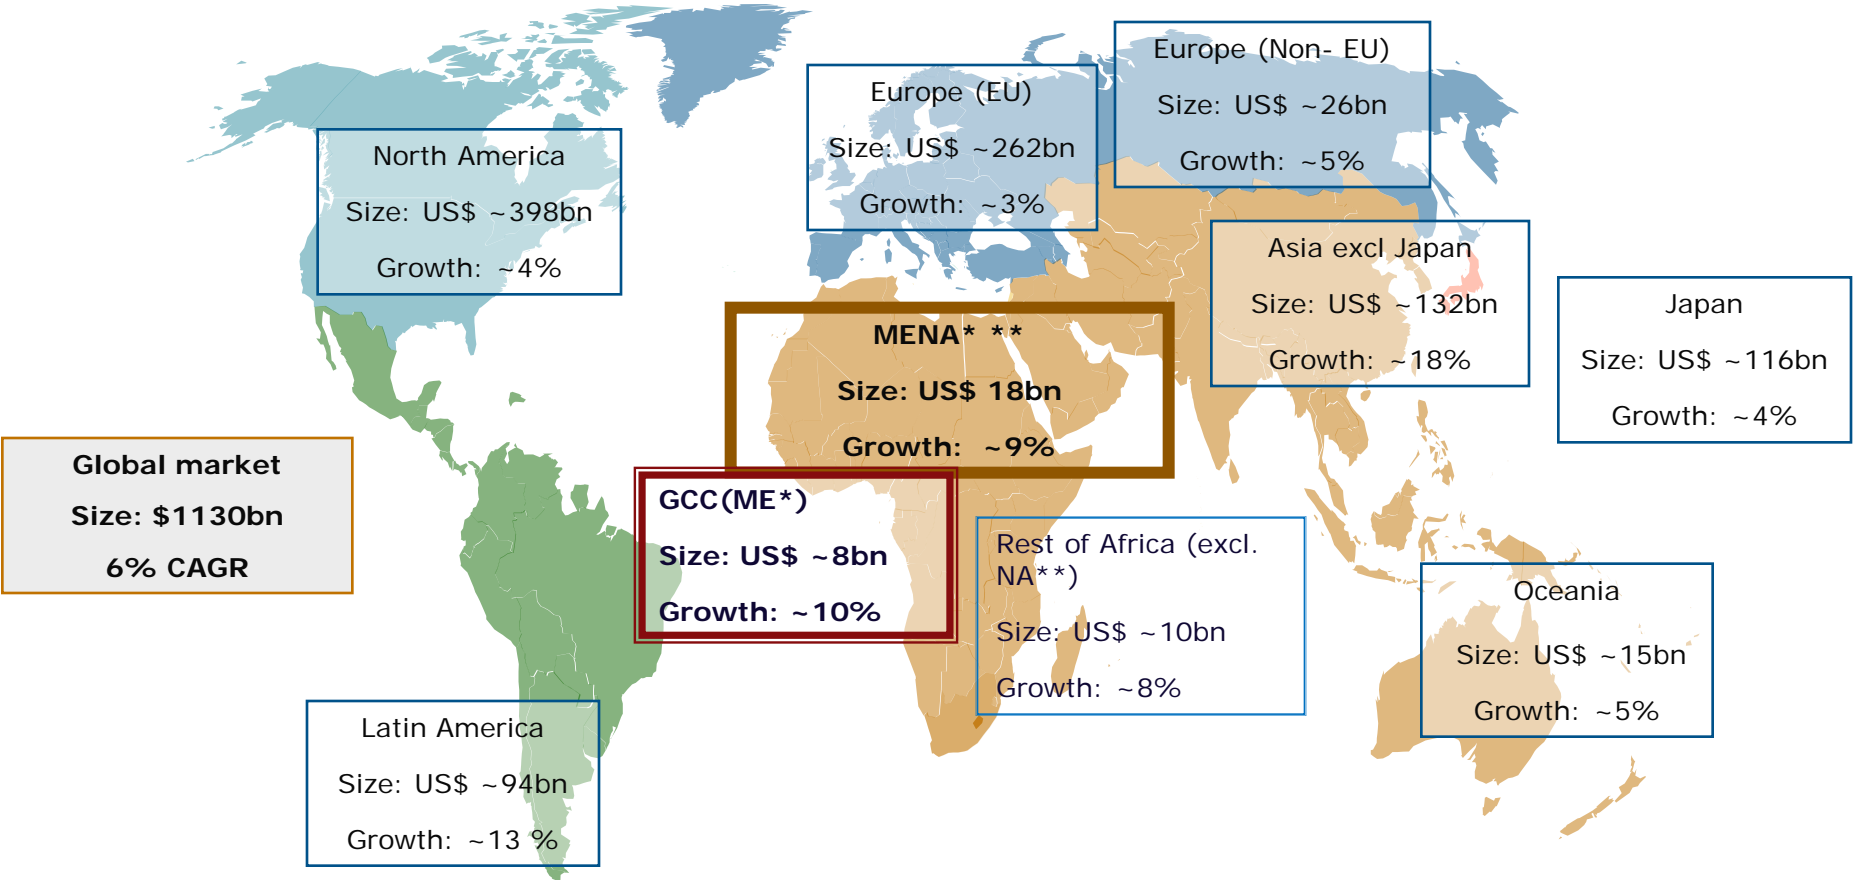 Europe (Non- EU)
Size: US$ ~26bn
Growth: ~5%
Europe (EU)
Size: US$ ~262bn
Growth: ~3%
North America
Size: US$ ~398bn
Growth: ~4%
Asia excl Japan
Size: US$ ~132bn
Growth: ~18%
Japan
Size: US$ ~116bn
Growth: ~4%
MENA* **
Size: US$ 18bn
Growth: ~9%
Global market
Size: $1130bn
6% CAGR
GCC(ME*)
Size: US$ ~8bn
Growth: ~10%
Rest of Africa (excl.
NA**)
Size: US$ ~10bn
Growth: ~8%
Oceania
Size: US$ ~15bn
Growth: ~5%
Latin America
Size: US$ ~94bn
Growth: ~13 %